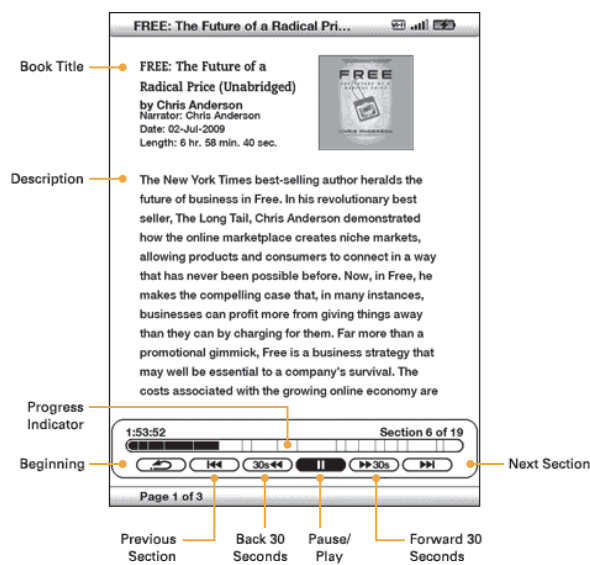 FREE: The Future of a Radical Pri...
Book Title
FREE: The Future of a
Radical Price (Unabridged)
by Chris Anderson
Narrator: Chris Anderson
Date: 02-Jul-2009
Length: 6 hr. 58 min. 40 sec.
FREE
THE FUTURE OF A
RADICAL PRICE
CHRIS ANDERSON
Description
The New York Times best-selling author heralds the
future of business in Free. In his revolutionary best
seller, The Long Tail, Chris Anderson demonstrated
how the online marketplace creates niche markets,
allowing products and consumers to connect in a way
that has never been possible before. Now, in Free, he
makes the compelling case that, in many instances,
businesses can profit more from giving things away
than they can by charging for them. Far more than a
promotional gimmick, Free is a business strategy that
may well be essential to a company's survival. The
costs associated with the growing online economy are
Progress
Indicator
1:53:52
Section 6 of 19
Beginning
30s
30s
Next Section
Page 1 of 3
Previous
Section
Back 30
Seconds
Pause/
Play
Forward 30
Seconds